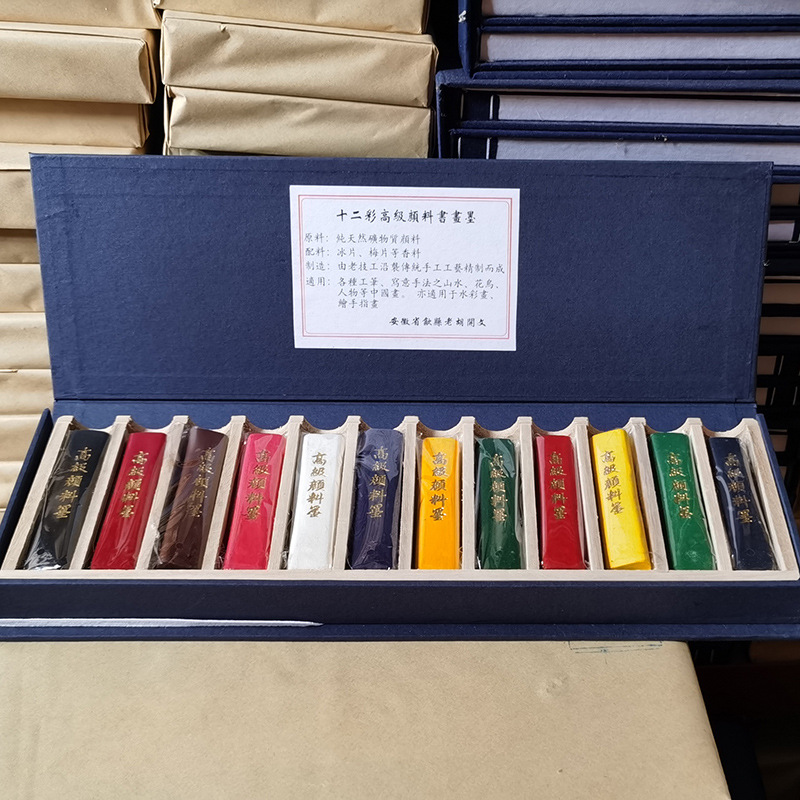 十二彩高級顏料書畫墨
原料：純天然礦物質顏料
配料：冰片、梅片等香料
制造：由老技工沿襲傳統手工工藝精制而成
適用：各種工筆、寫意手法之山水，花鳥，
人物等中國畫。亦適用于水彩畫、
繪手指畫
安徽省歙縣老胡開文
高級顏料墨
高級顏料墨
高級顏料墨
高級顏料墨
高級顏料墨
高級顏料墨
高級顏料墨
高級顏料墨
高級顏料墨
高級顏料墨
高級顏料墨
高級顏料墨